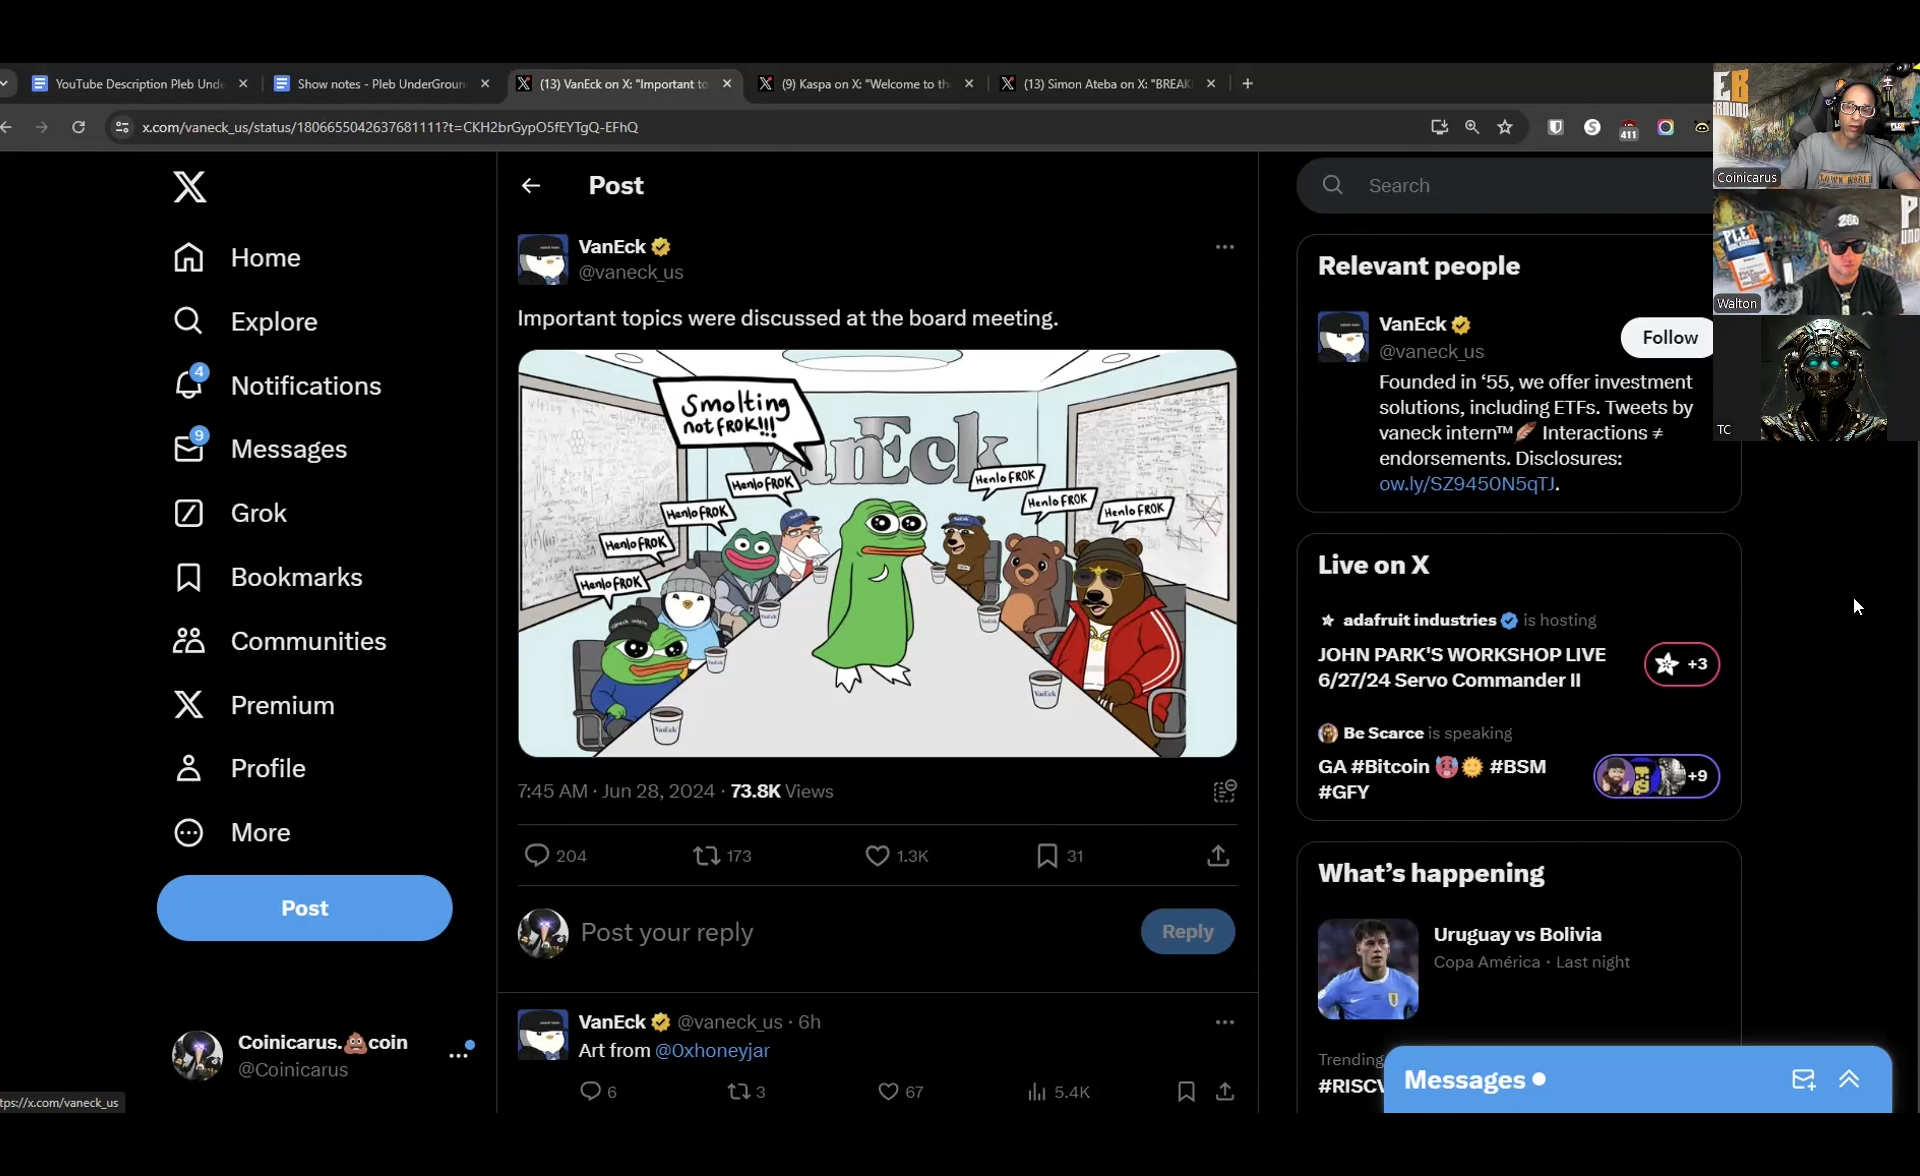 YouTube Description Pleb Unde
Show notes - Pleb UnderGroun
(13) VanEck on X: "Important to
(9) Kaspa on X: "Welcome to th
(13) Simon Ateba on X: "BREAK
x.com/vaneck_us/status/1806655042637681111?t=CKH2brGypO5fEYTgQ-EFhQ
411
Home
Explore
4
Notifications
9
Messages
Grok
Bookmarks
Communities
Premium
Profile
More
Post
Coinicarus.💩coin
@Coinicarus
tps://x.com/vaneck_us
Post
VanEck
@vaneck_us
Important topics were discussed at the board meeting.
Smolting
not FROK!!!
VanEck
Henlo FROK
Henlo FROK
Henlo FROK
Henlo FROK
Henlo FROK
Henlo FROK
Henlo FROK
7:45 AM · Jun 28, 2024 · 73.8K Views
204
173
1.3K
31
Post your reply
Reply
VanEck @vaneck_us · 6h
Art from @0xhoneyjar
6
3
67
5.4K
Search
Relevant people
VanEck
@vaneck_us
Follow
Founded in ‘55, we offer investment
solutions, including ETFs. Tweets by
vaneck intern™🪶 Interactions ≠
endorsements. Disclosures:
ow.ly/SZ945ON5qTJ.
Live on X
adafruit industries is hosting
JOHN PARK'S WORKSHOP LIVE
6/27/24 Servo Commander II
+3
Be Scarce is speaking
GA #Bitcoin 🥵🌞 #BSM
#GFY
+9
What’s happening
Uruguay vs Bolivia
Copa América · Last night
Trending
#RISCV
Messages
Coinicarus
Walton
TC